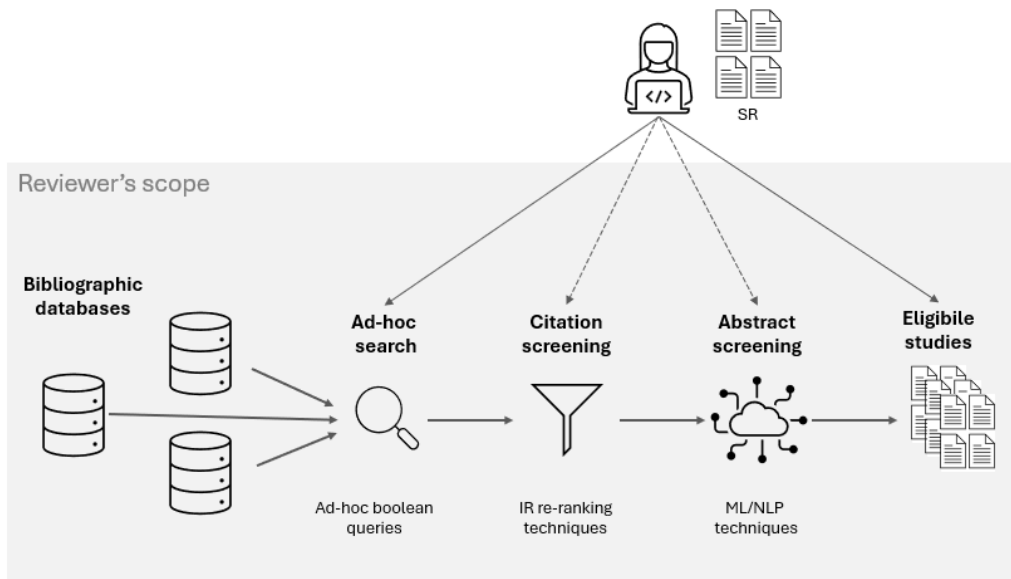 </>
SR
Reviewer's scope
Bibliographic
databases
Ad-hoc
search
Citation
screening
Abstract
screening
Eligibile
studies
Ad-hoc boolean
queries
IR re-ranking
techniques
ML/NLP
techniques